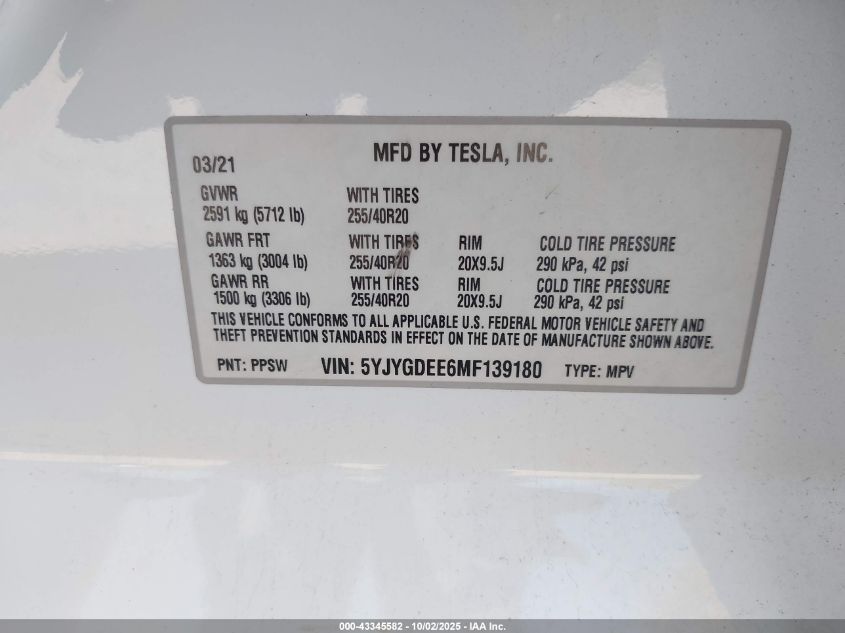 MFD BY TESLA, INC.
03/21
GVWR WITH TIRES
2591 kg (5712 lb) 255/40R20
GAWR FRT WITH TIRES RIM COLD TIRE PRESSURE
1363 kg (3004 lb) 255/40R20 20X9.5J 290 kPa, 42 psi
GAWR RR WITH TIRES RIM COLD TIRE PRESSURE
1500 kg (3306 lb) 255/40R20 20X9.5J 290 kPa, 42 psi
THIS VEHICLE CONFORMS TO ALL APPLICABLE U.S. FEDERAL MOTOR VEHICLE SAFETY AND
THEFT PREVENTION STANDARDS IN EFFECT ON THE DATE OF MANUFACTURE SHOWN ABOVE.
PNT: PPSW VIN: 5YJYGDEE6MF139180 TYPE: MPV
000-43345582 - 10/02/2025 - IAA Inc.